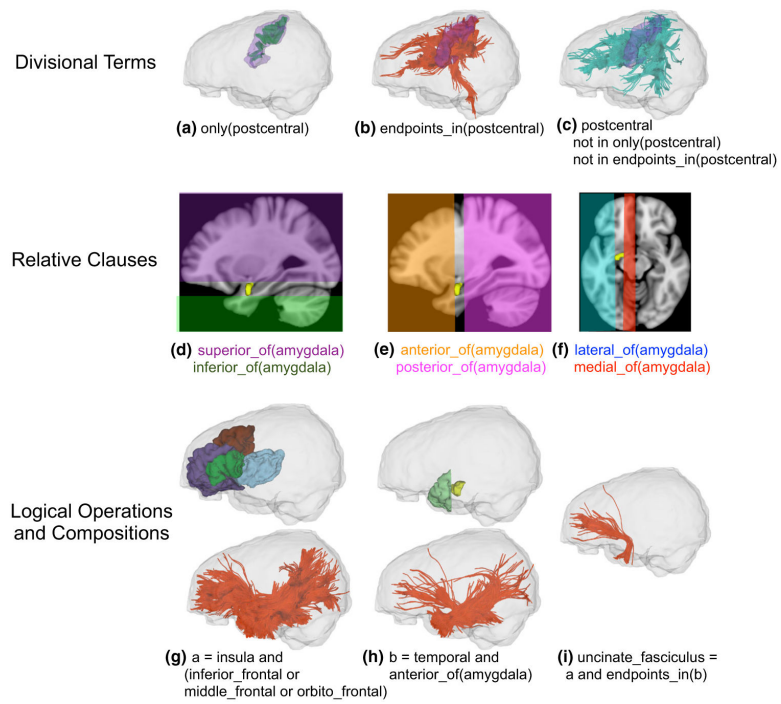 Divisional Terms
(a) only(postcentral)
(b) endpoints_in(postcentral)
(c) postcentral
not in only(postcentral)
not in endpoints_in(postcentral)
Relative Clauses
(d) superior_of(amygdala)
inferior_of(amygdala)
(e) anterior_of(amygdala)
posterior_of(amygdala)
(f) lateral_of(amygdala)
medial_of(amygdala)
Logical Operations
and Compositions
(g) a = insula and
(inferior_frontal or
middle_frontal or orbito_frontal)
(h) b = temporal and
anterior_of(amygdala)
(i) uncinate_fasciculus =
a and endpoints_in(b)